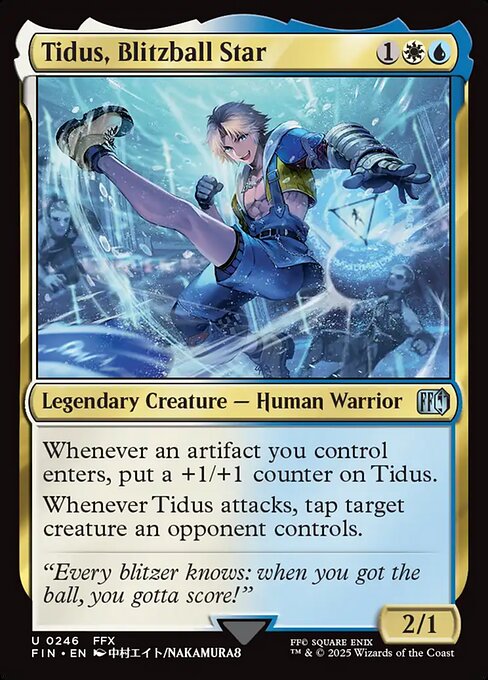 Tidus, Blitzball Star 1
Legendary Creature — Human Warrior FF
Whenever an artifact you control
enters, put a +1/+1 counter on Tidus.
Whenever Tidus attacks, tap target
creature an opponent controls.
“Every blitzer knows: when you got the
ball, you gotta score!”
2/1
U 0246 FFX
FIN • EN 中村エイト/NAKAMURA8
FF© SQUARE ENIX
™ & © 2025 Wizards of the Coast